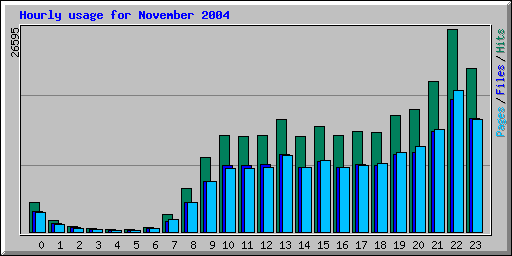 Hourly usage for November 2004
26595
Pages / Files / Hits
0 1 2 3 4 5 6 7 8 9 10 11 12 13 14 15 16 17 18 19 20 21 22 23